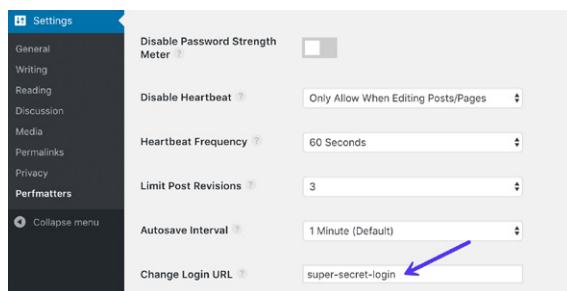 Settings
General
Writing
Reading
Discussion
Media
Permalinks
Privacy
Perfmatters
Collapse menu
Disable Password Strength
Meter ?
Disable Heartbeat ?
Only Allow When Editing Posts/Pages
Heartbeat Frequency ?
60 Seconds
Limit Post Revisions ?
3
Autosave Interval ?
1 Minute (Default)
Change Login URL ?
super-secret-login